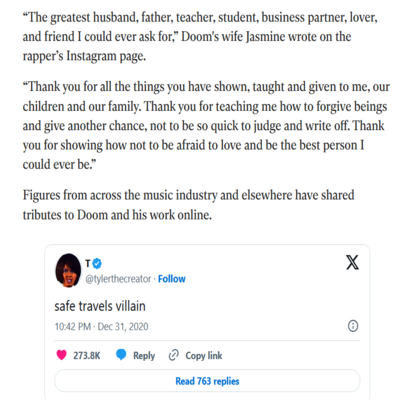 “The greatest husband, father, teacher, student, business partner, lover,
and friend I could ever ask for,” Doom's wife Jasmine wrote on the
rapper’s Instagram page.
“Thank you for all the things you have shown, taught and given to me, our
children and our family. Thank you for teaching me how to forgive beings
and give another chance, not to be so quick to judge and write off. Thank
you for showing how not to be afraid to love and be the best person I
could ever be.”
Figures from across the music industry and elsewhere have shared
tributes to Doom and his work online.
T
@tylerthecreator · Follow
safe travels villain
10:42 PM · Dec 31, 2020
273.8K Reply Copy link
Read 763 replies